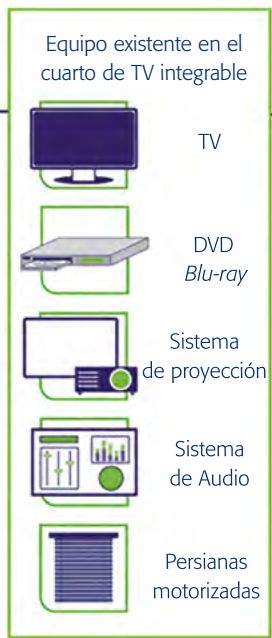 Equipo existente en el
cuarto de TV integrable
TV
DVD
Blu-ray
Sistema
de proyección
Sistema
de Audio
Persianas
motorizadas